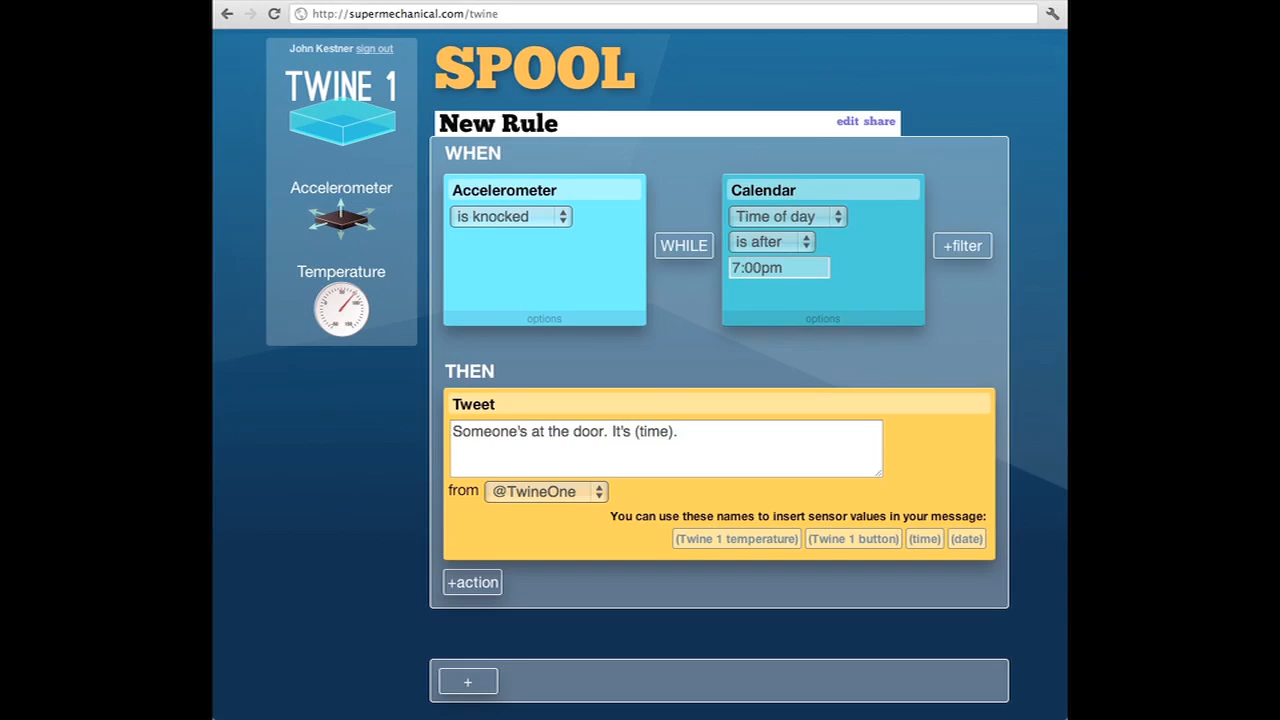 http://supermechanical.com/twine
John Kestner sign out
TWINE 1
Accelerometer
Temperature
SPOOL
New Rule
edit share
WHEN
Accelerometer
is knocked
options
WHILE
Calendar
Time of day
is after
7:00pm
options
+filter
THEN
Tweet
Someone's at the door. It's (time).
from @TwineOne
You can use these names to insert sensor values in your message:
(Twine 1 temperature) (Twine 1 button) (time) (date)
+action
+